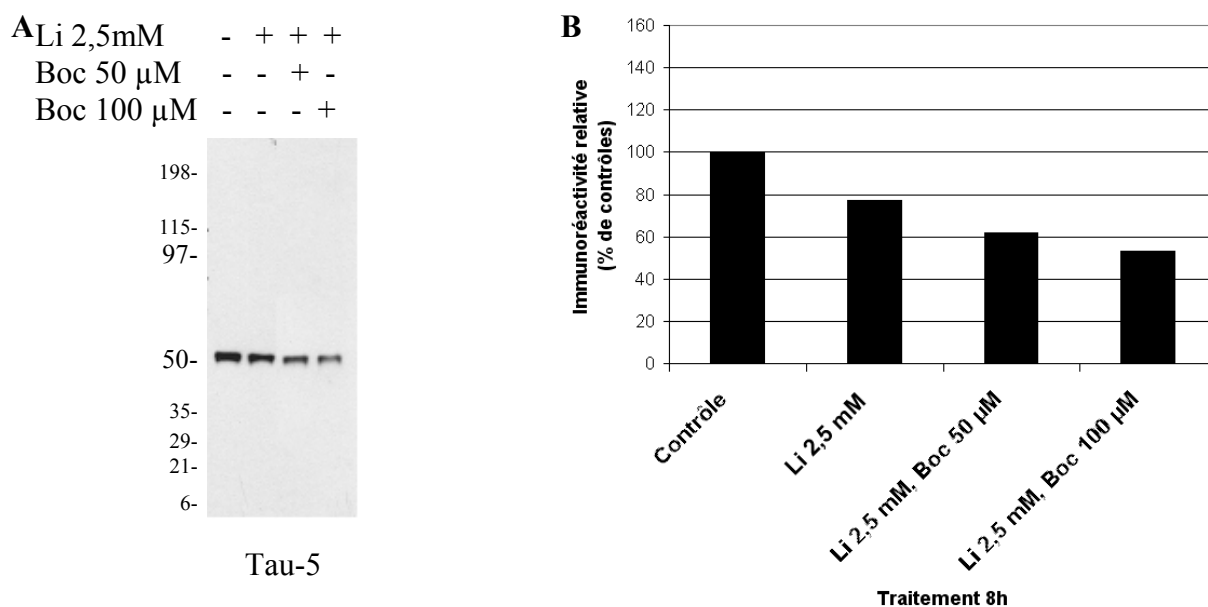 A
Li 2,5mM - + + +
Boc 50 µM - - + -
Boc 100 µM - - - +
198-
115-
97-
50-
35-
29-
21-
6-
Tau-5
B
Immunoréactivité relative
(% de contrôles)
160
140
120
100
80
60
40
20
0
Contrôle
Li 2,5 mM
Li 2,5 mM, Boc 50 µM
Li 2,5 mM, Boc 100 µM
Traitement 8h